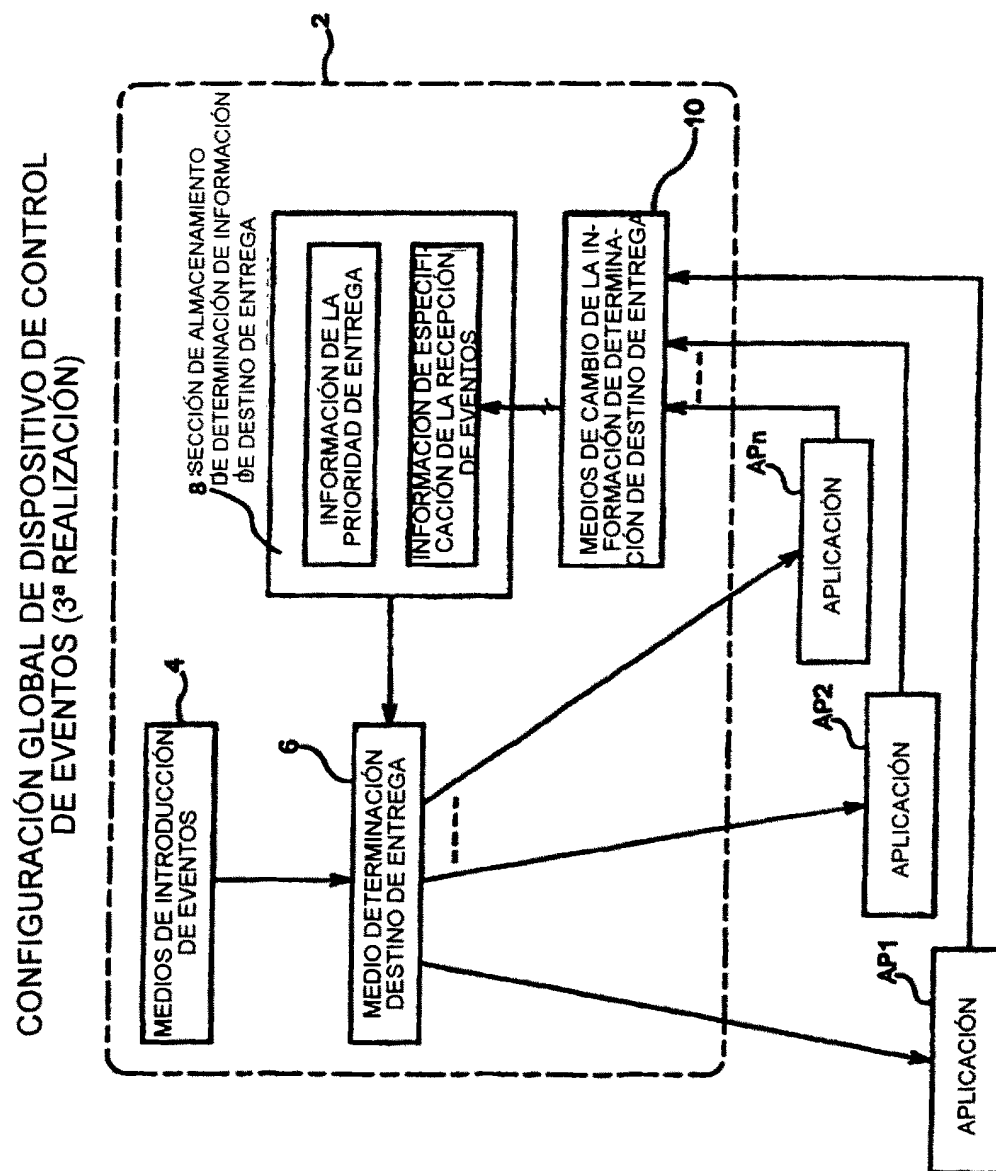 CONFIGURACIÓN GLOBAL DE DISPOSITIVO DE CONTROL
DE EVENTOS (3ª REALIZACIÓN)
2
MEDIOS DE INTRODUCCIÓN
DE EVENTOS
4
8 :SECCIÓN DE ALMACENAMIENTO
DE DETERMINACIÓN DE INFORMACIÓN
DE DESTINO DE ENTREGA
INFORMACIÓN DE LA
PRIORIDAD DE ENTREGA
INFORMACIÓN DE ESPECIFI-
CACIÓN DE LA RECEPCIÓN
DE EVENTOS
6
MEDIO DETERMINACIÓN
DESTINO DE ENTREGA
10
MEDIOS DE CAMBIO DE LA IN-
FORMACIÓN DE DETERMINA-
CIÓN DE DESTINO DE ENTREGA
AP1
APLICACIÓN
AP2
APLICACIÓN
APn
APLICACIÓN